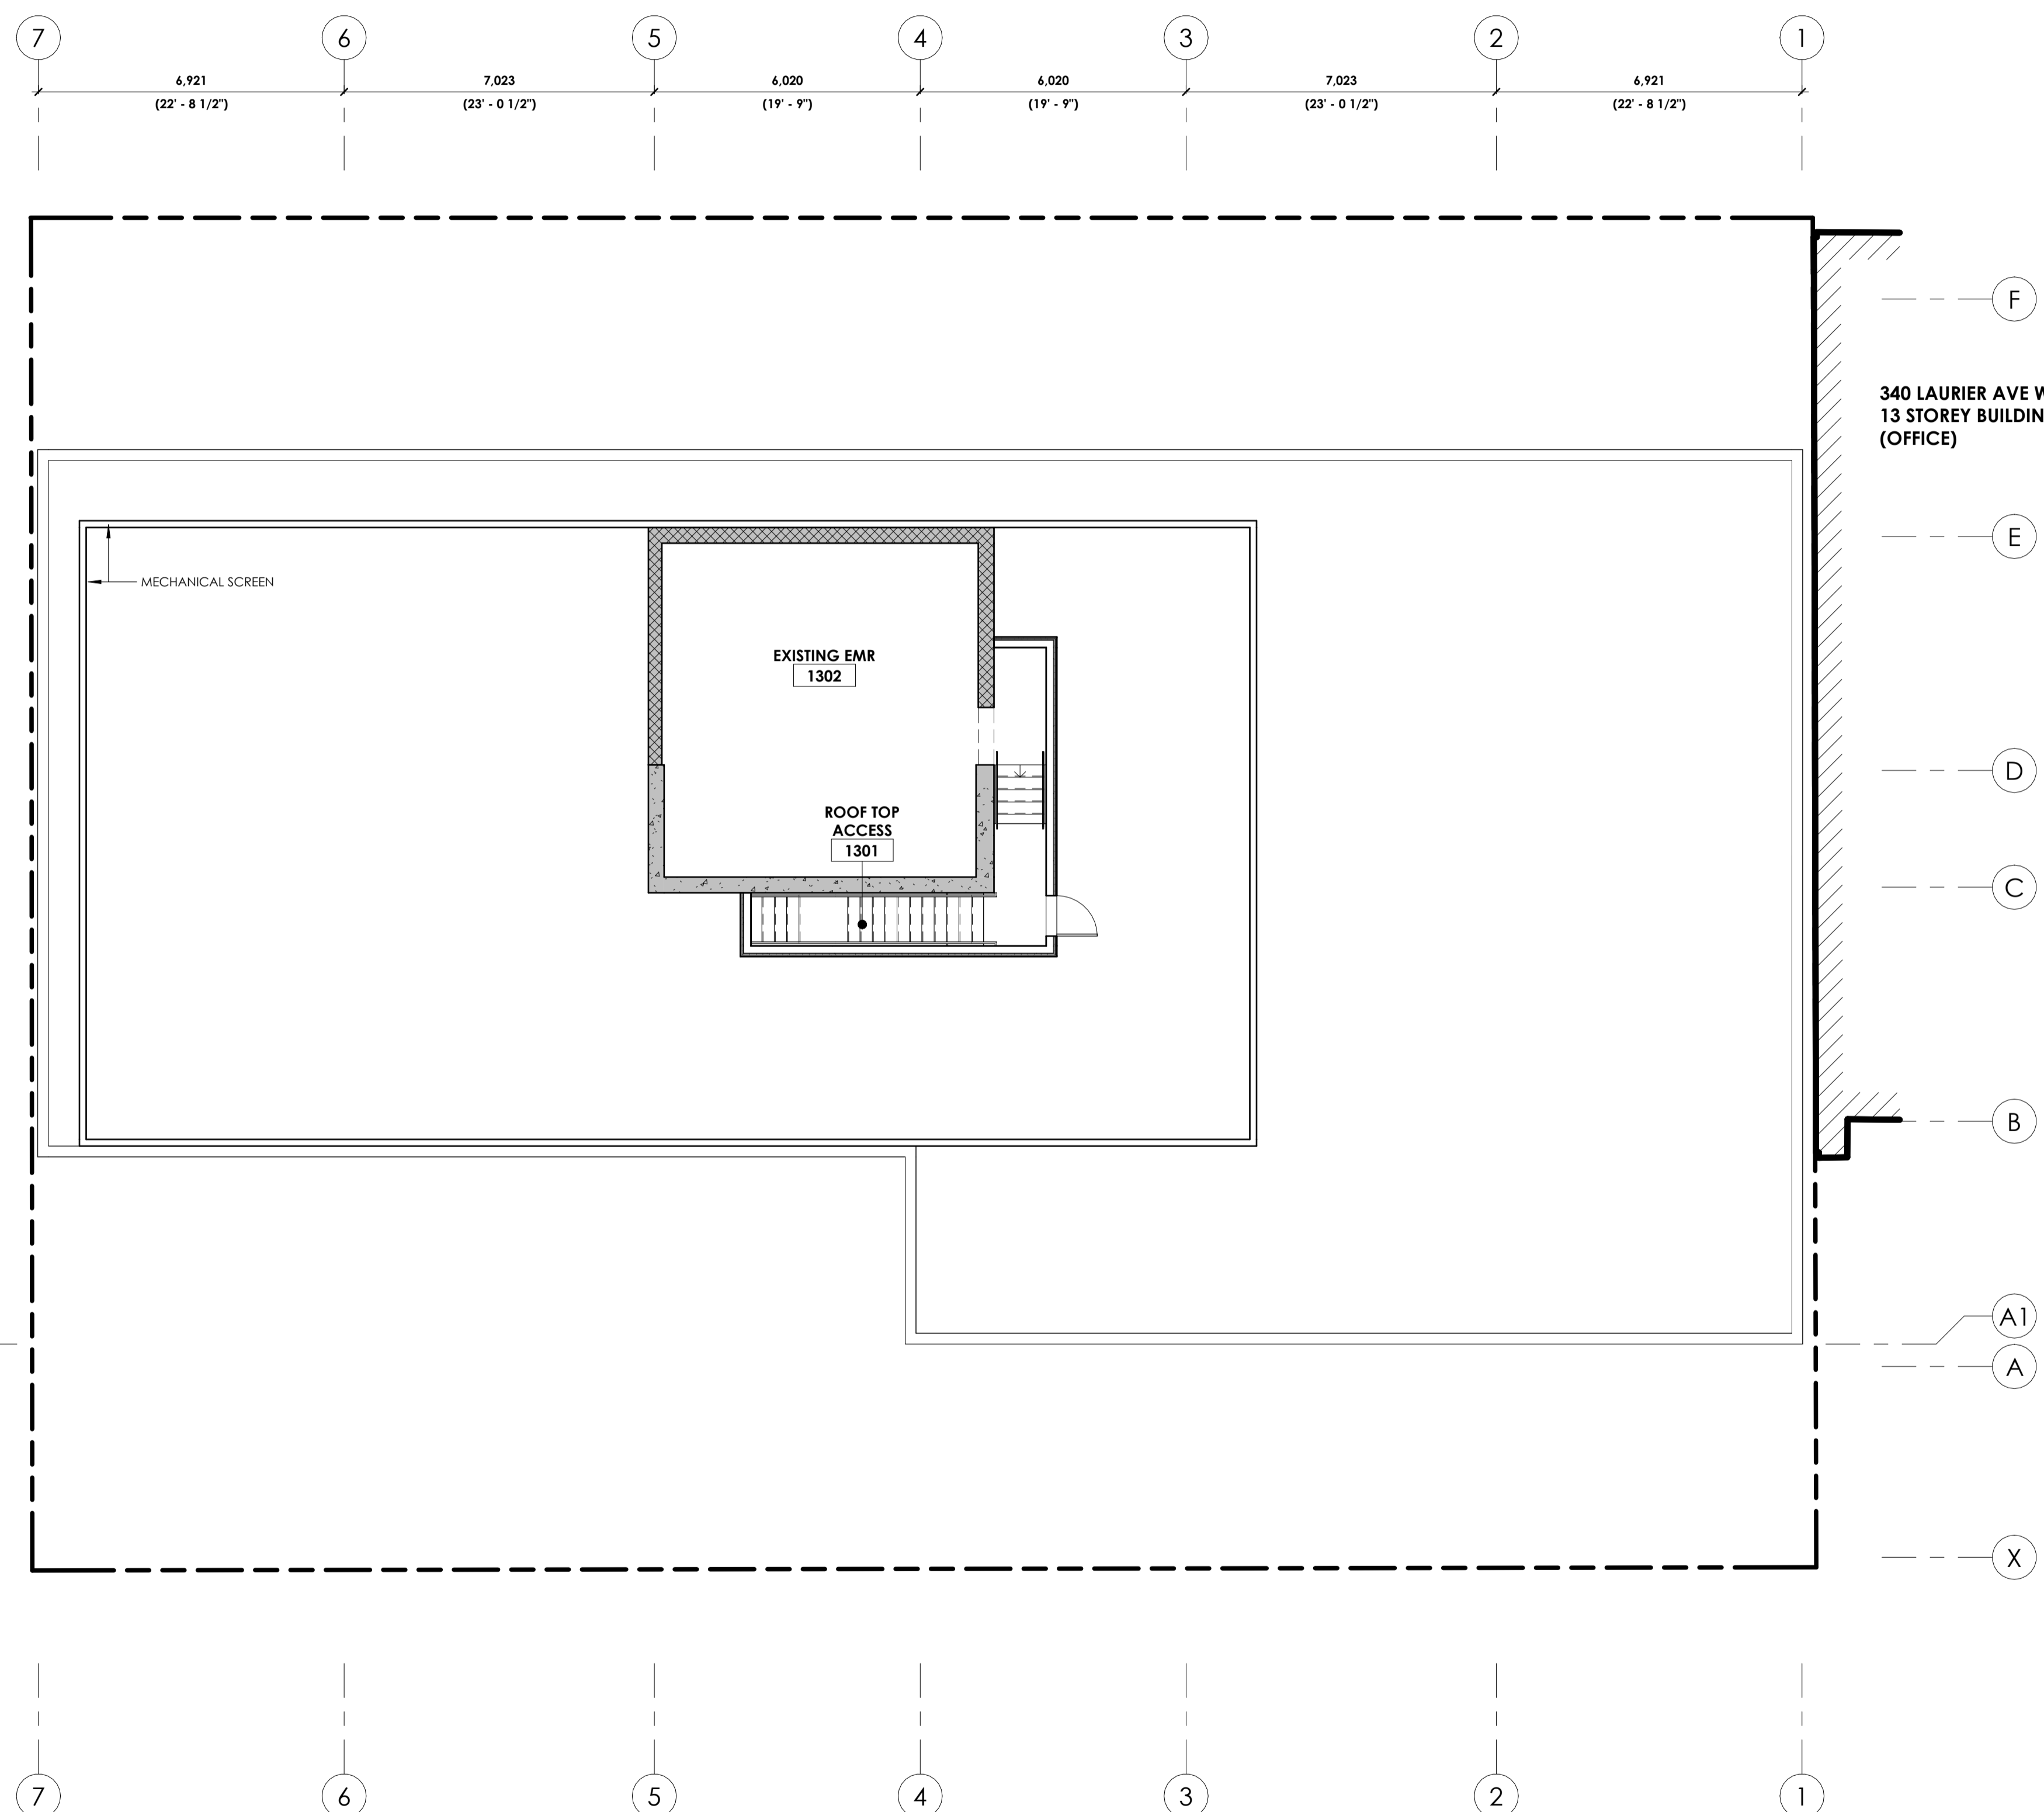 7 6 5 4 3 2 1
6,921 7,023 6,020 6,020 7,023 6,921
(22' - 8 1/2") (23' - 0 1/2") (19' - 9") (19' - 9") (23' - 0 1/2") (22' - 8 1/2")
F
340 LAURIER AVE
13 STOREY
(OFFICE)
E
MECHANICAL SCREEN
EXISTING EMR
1302
D
ROOF TOP
ACCESS
1301
C
B
A1
A
X
7 6 5 4 3 2 1